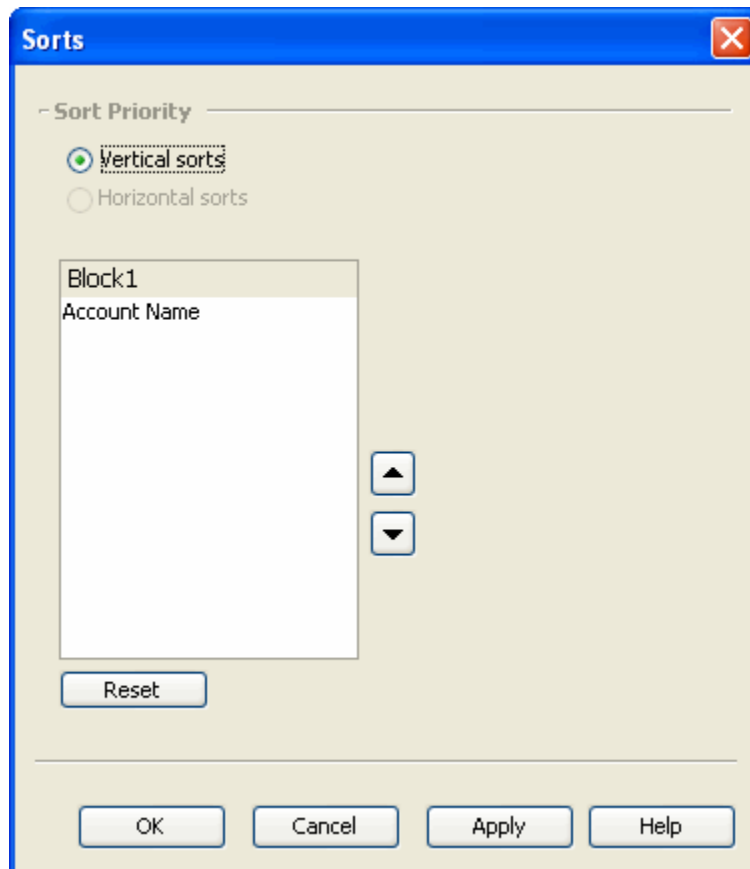 Sorts
Sort Priority
Vertical sorts
Horizontal sorts
Block1
Account Name
Reset
OK Cancel Apply Help